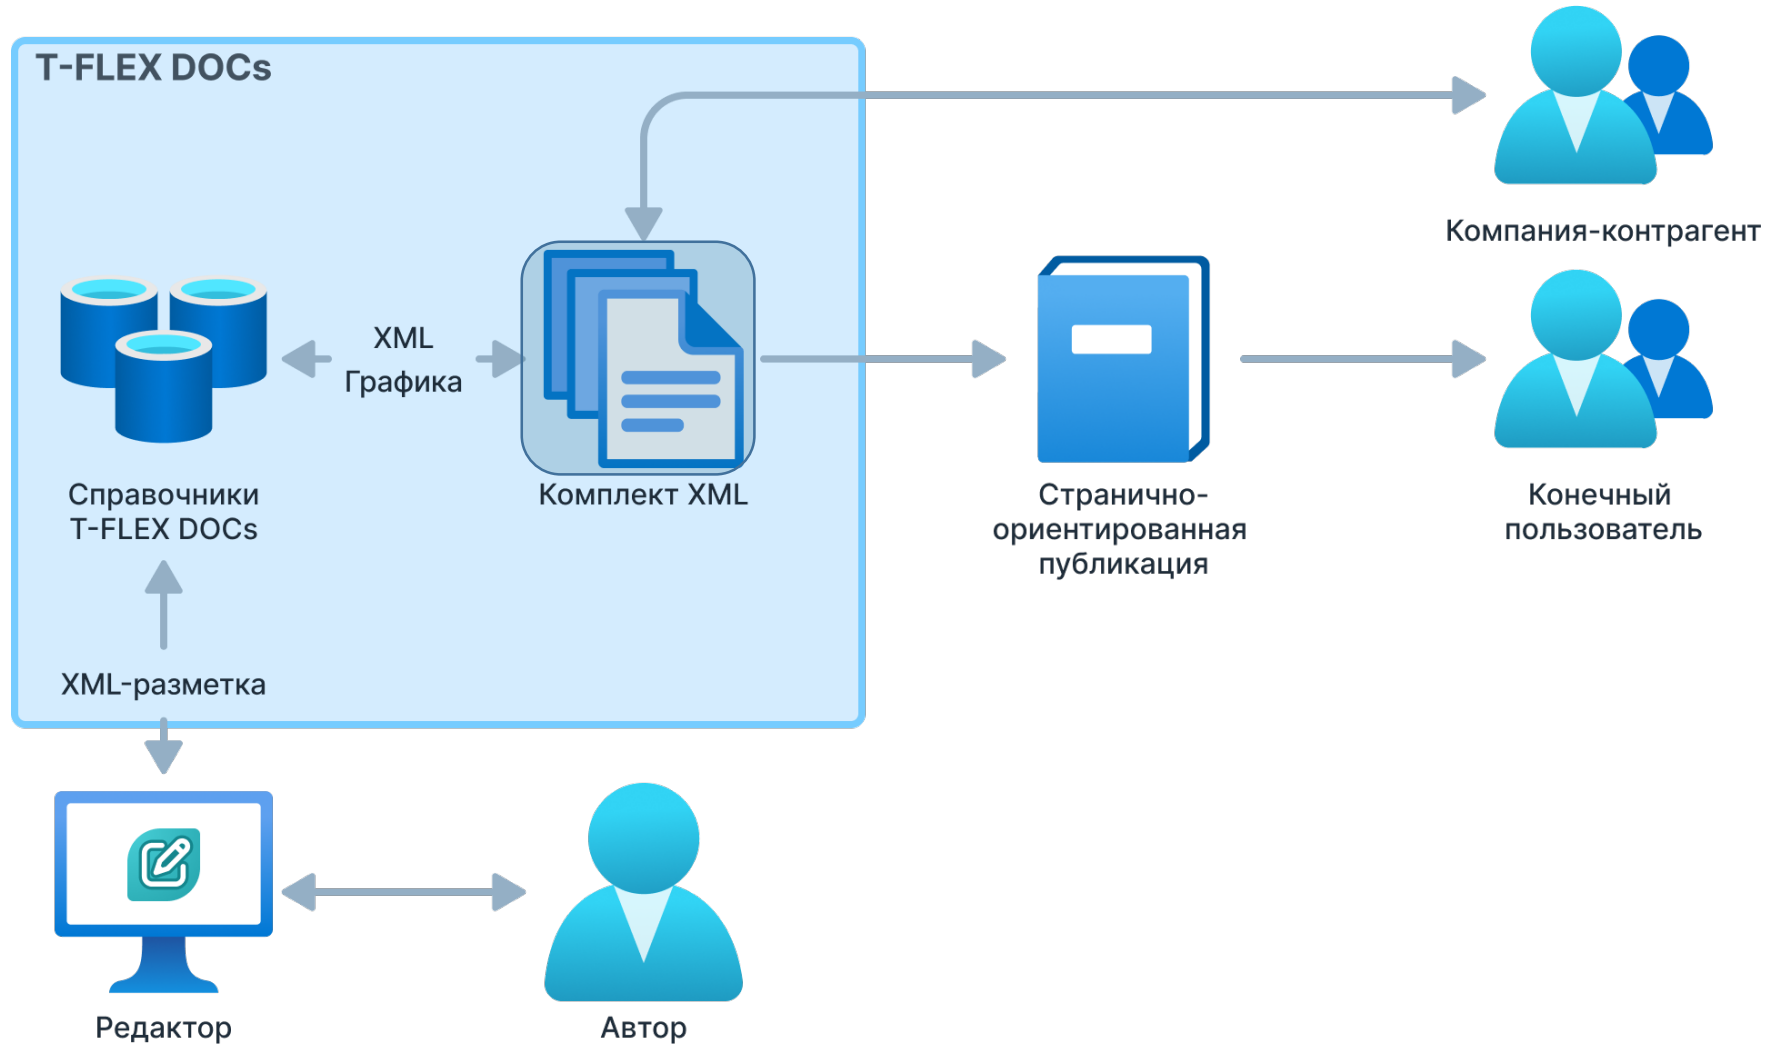 T-FLEX DOCs
Компания-контрагент
XML
Графика
Справочники
T-FLEX DOCs
Комплект XML
Странично-
ориентированная
публикация
Конечный
пользователь
XML-разметка
Редактор
Автор